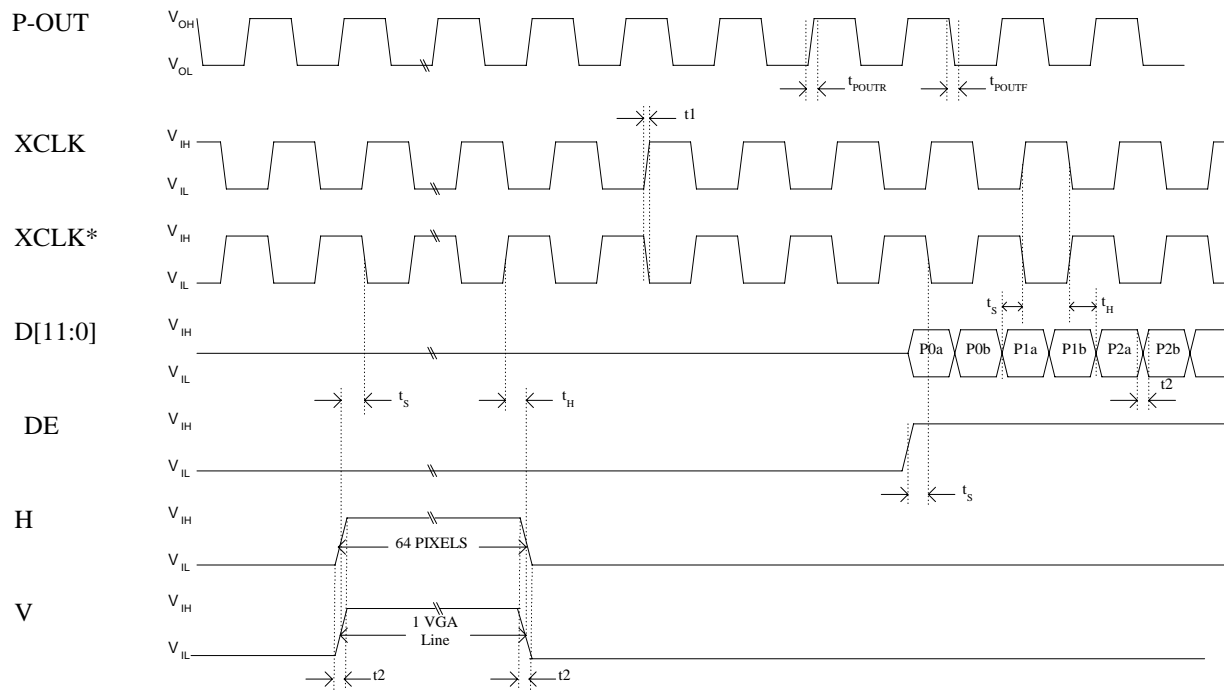 P-OUT
VOH
VOL
tPOUTR
tPOUTF
XCLK
VIH
VIL
t1
XCLK*
VIH
VIL
tS
tH
D[11:0]
VIH
VIL
P0a P0b P1a P1b P2a P2b
tS
tH
t2
DE
VIH
VIL
tS
H
VIH
VIL
64 PIXELS
V
VIH
VIL
1 VGA
Line
t2
t2